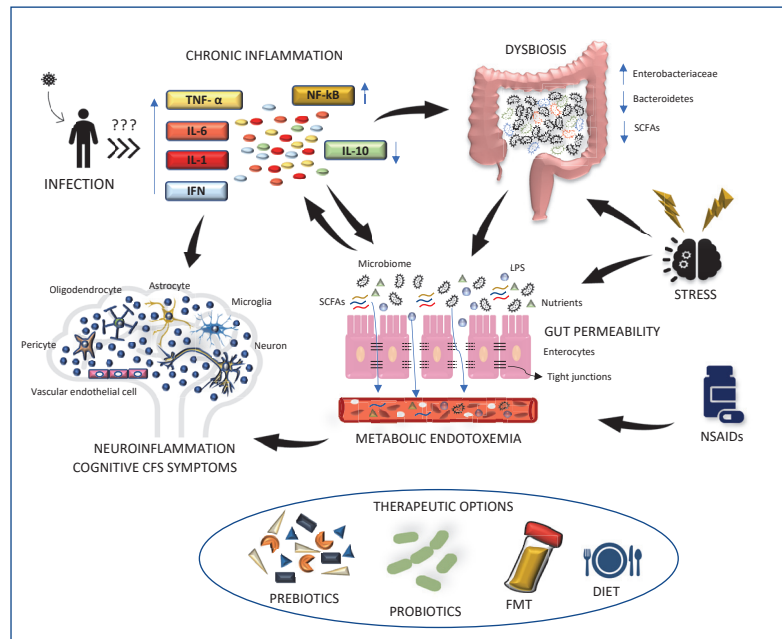 CHRONIC INFLAMMATION
DYSBIOSIS
TNF- α
NF-kB
IL-6
IL-1
IL-10
IFN
???
INFECTION
Enterobacteriaceae
Bacteroidetes
SCFAs
STRESS
Microbiome
LPS
SCFAs
Nutrients
GUT PERMEABILITY
Enterocytes
Tight junctions
METABOLIC ENDOTOXEMIA
NSAIDs
Oligodendrocyte
Astrocyte
Microglia
Pericyte
Neuron
Vascular endothelial cell
NEUROINFLAMMATION
COGNITIVE CFS SYMPTOMS
THERAPEUTIC OPTIONS
PREBIOTICS
PROBIOTICS
FMT
DIET